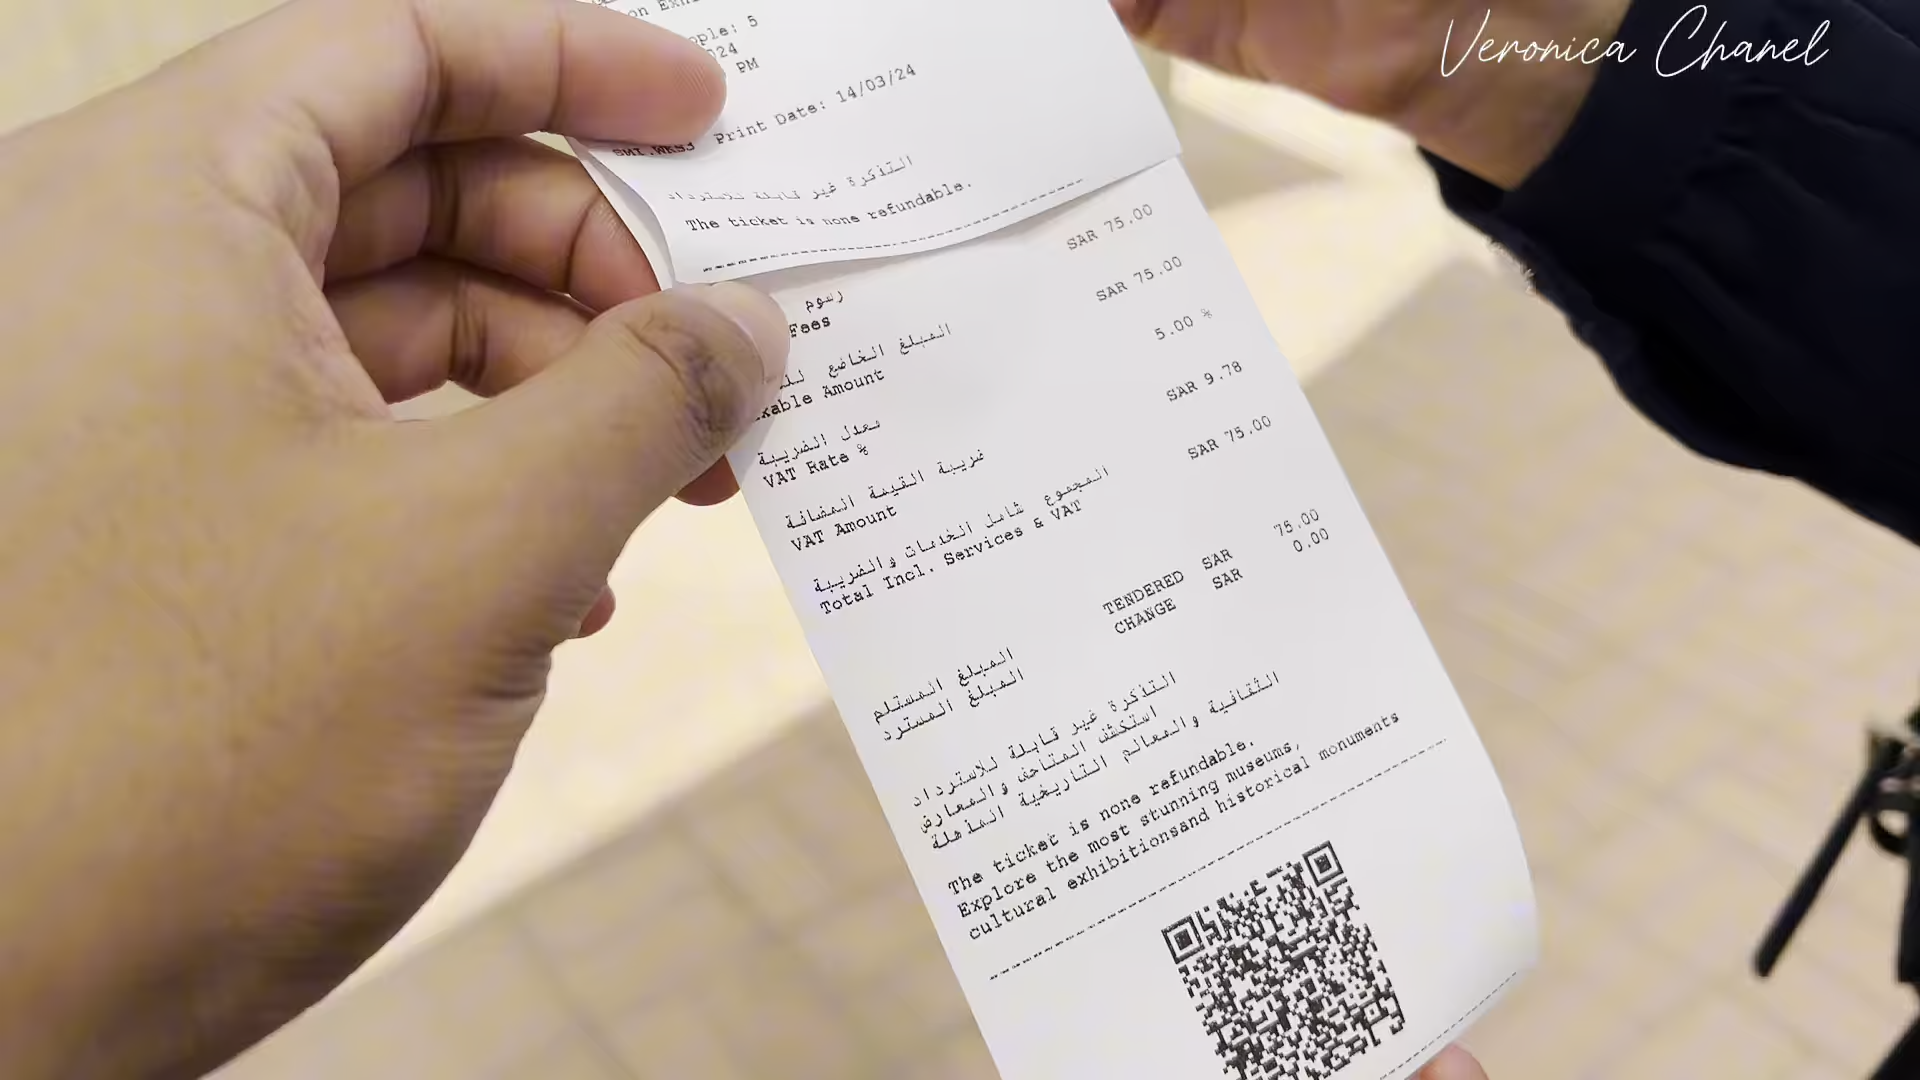 Veronica Chanel
on
ople: 5
024
PM
SMI.WKS3 Print Date: 14/03/24
التذكرة غير قابلة للاسترداد
The ticket is none refundable.
رسوم
Fees SAR 75.00
المبلغ الخاضع
xable Amount SAR 75.00
معدل الضريبة
VAT Rate % 5.00 %
ضريبة القيمة المضافة
VAT Amount SAR 9.78
المجموع شامل الخدمات والضريبة
Total Incl. Services & VAT SAR 75.00
TENDERED SAR 75.00
CHANGE SAR 0.00
المبلغ المستلم
المبلغ المسترد
التذكرة غير قابلة للاسترداد
استكشف المتاحف والمعارض
الثقافية والمعالم التاريخية المذهلة
The ticket is none refundable.
Explore the most stunning museums,
cultural exhibitionsand historical monuments